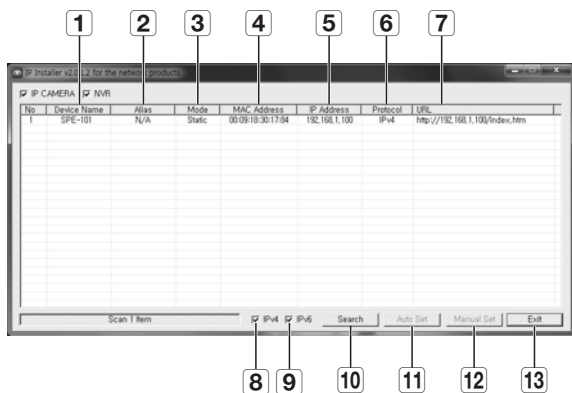 1 2 3 4 5 6 7
IP Installer v2.0.1.2 for the network products
IP CAMERA NVR
No Device Name Alias Mode MAC Address IP Address Protocol URL
1 SPE-101 N/A Static 00:09:18:30:17:84 192,168,1,100 IPv4 http://192,168,1,100/index,htm
Scan 1 Item IPv4 IPv6 Search Auto Set Manual Set Exit
8 9 10 11 12 13